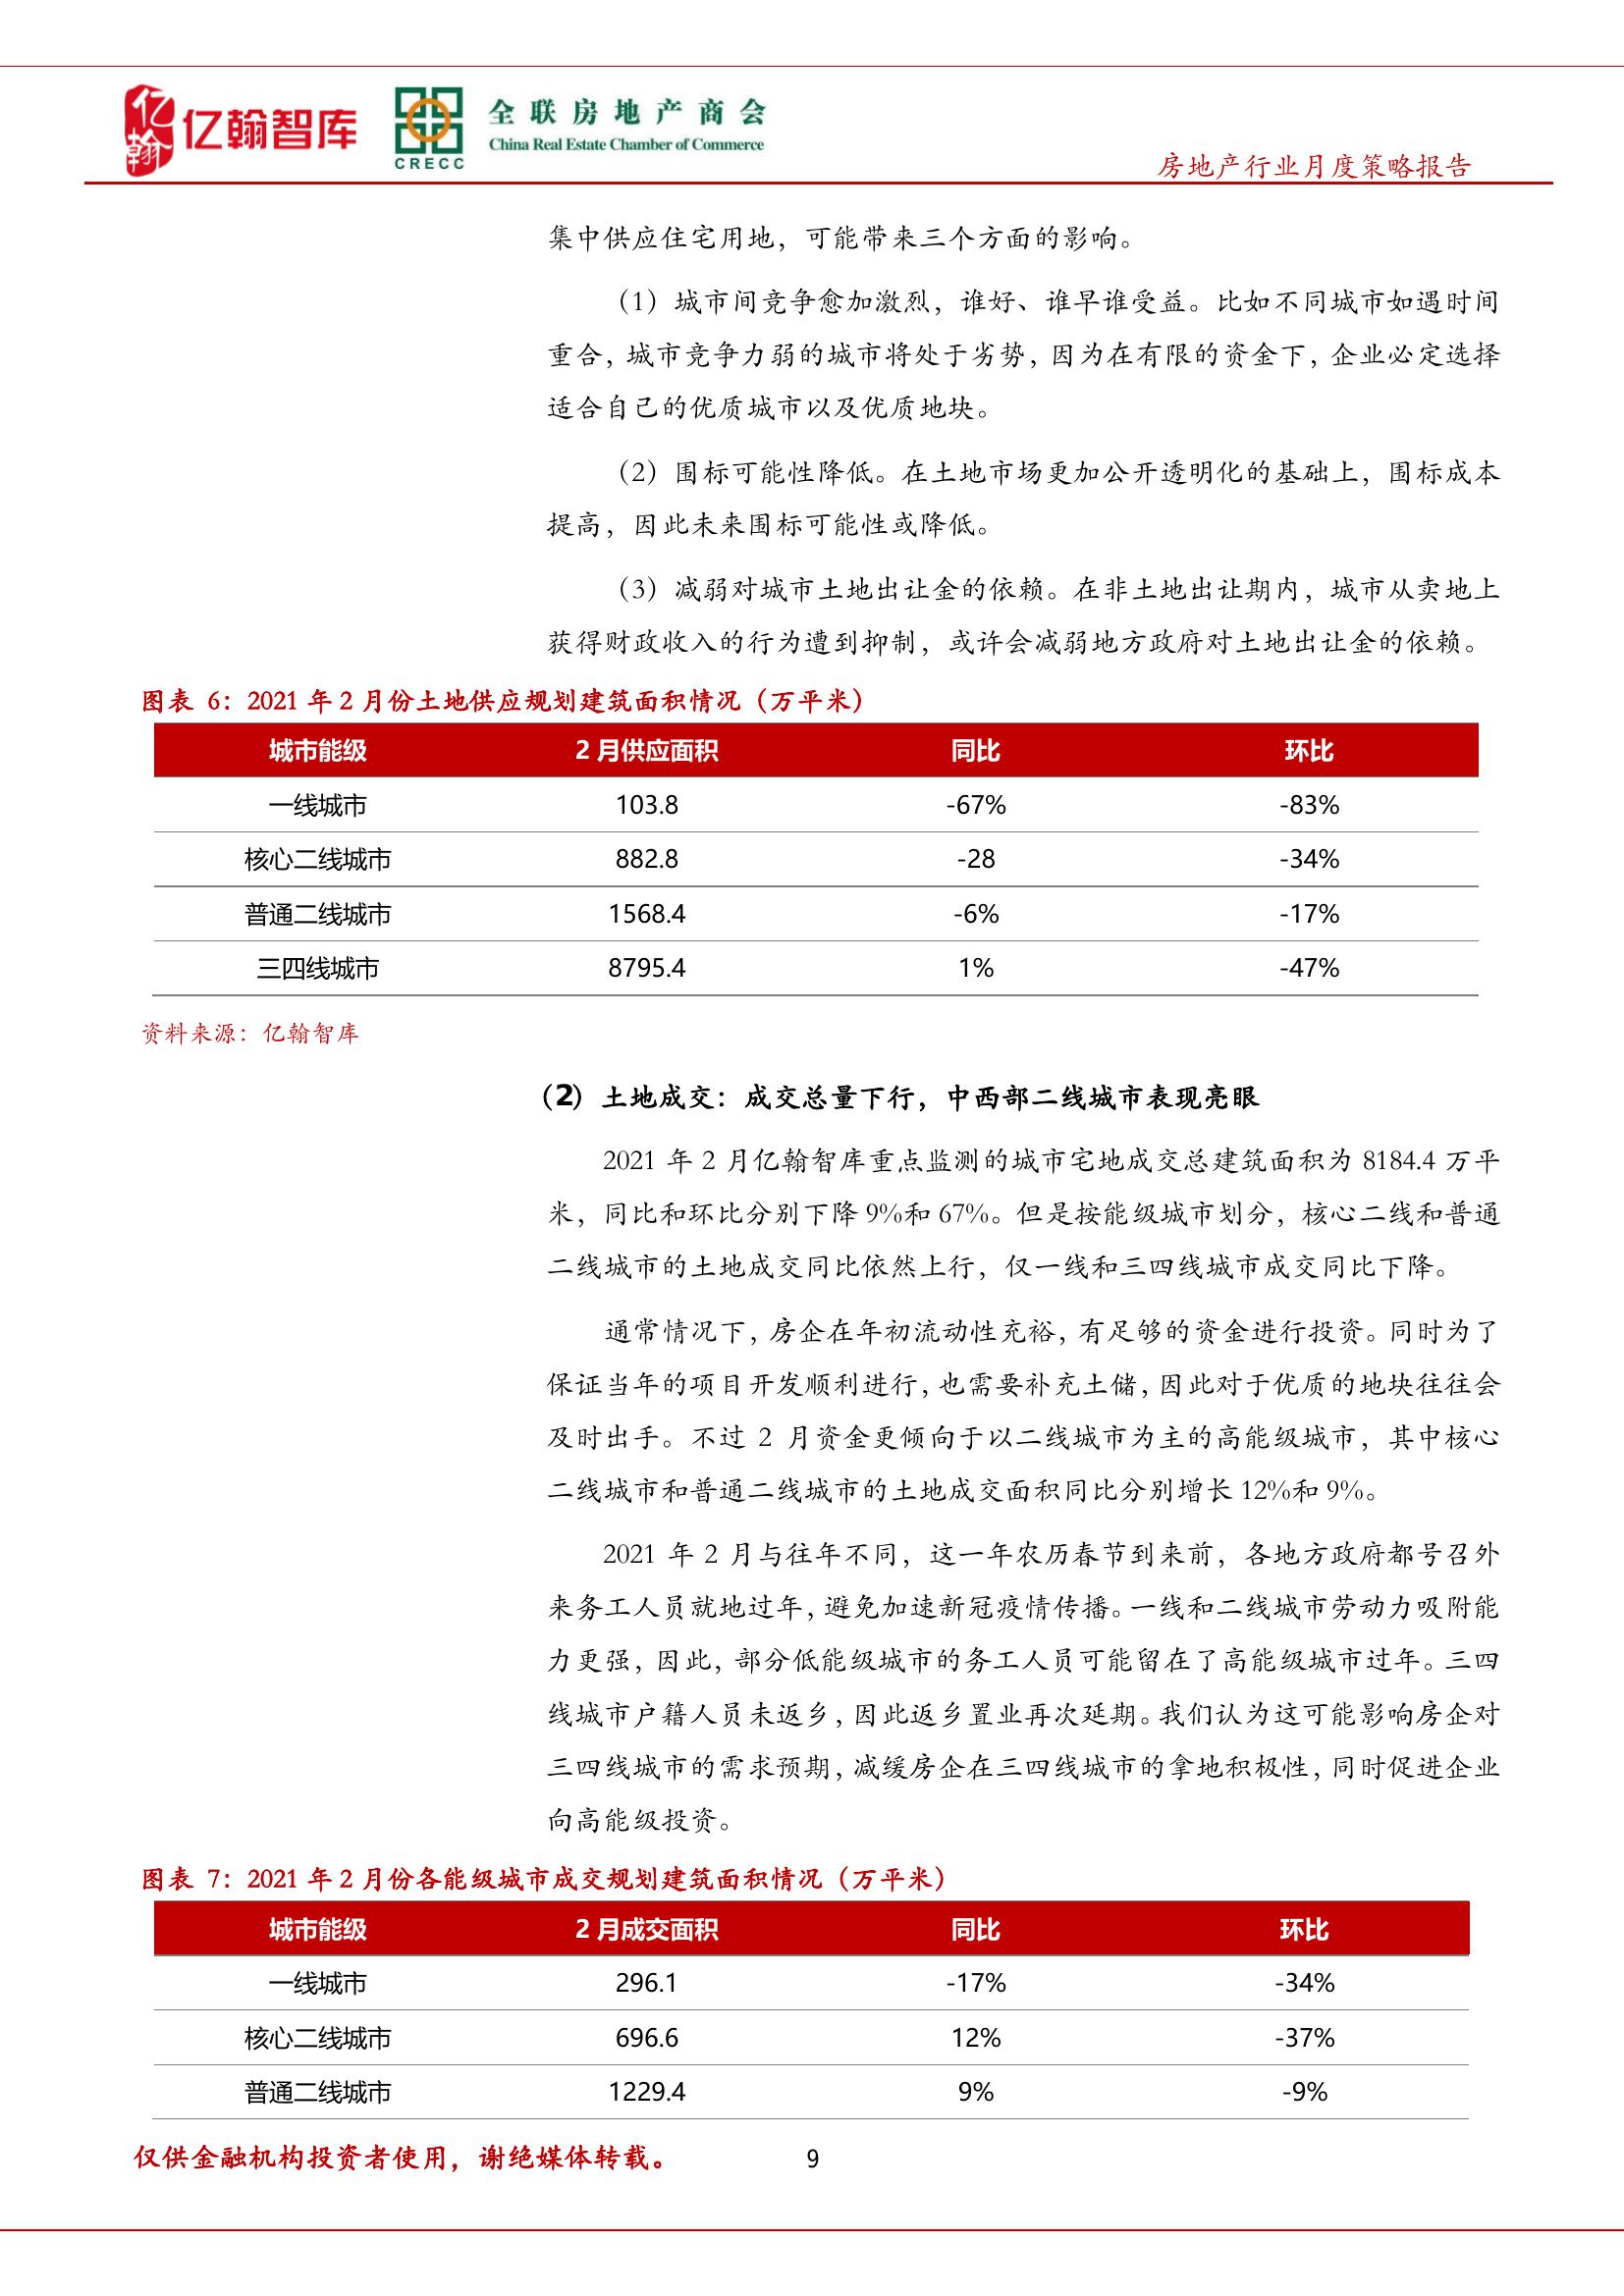 亿翰 亿翰智库
CRECC
全联房地产商会
China Real Estate Chamber of Commerce
房地产行业月度策略报告
集中供应住宅用地，可能带来三个方面的影响。
（1）城市间竞争愈加激烈，谁好、谁早谁受益。比如不同城市如遇时间
重合，城市竞争力弱的城市将处于劣势，因为在有限的资金下，企业必定选择
适合自己的优质城市以及优质地块。
（2）围标可能性降低。在土地市场更加公开透明化的基础上，围标成本
提高，因此未来围标可能性或降低。
（3）减弱对城市土地出让金的依赖。在非土地出让期内，城市从卖地上
获得财政收入的行为遭到抑制，或许会减弱地方政府对土地出让金的依赖。
图表 6：2021 年 2 月份土地供应规划建筑面积情况（万平米）
城市能级 2 月供应面积 同比 环比
一线城市 103.8 -67% -83%
核心二线城市 882.8 -28 -34%
普通二线城市 1568.4 -6% -17%
三四线城市 8795.4 1% -47%
资料来源：亿翰智库
（2）土地成交：成交总量下行，中西部二线城市表现亮眼
2021 年 2 月亿翰智库重点监测的城市宅地成交总建筑面积为 8184.4 万平
米，同比和环比分别下降 9%和 67%。但是按能级城市划分，核心二线和普通
二线城市的土地成交同比依然上行，仅一线和三四线城市成交同比下降。
通常情况下，房企在年初流动性充裕，有足够的资金进行投资。同时为了
保证当年的项目开发顺利进行，也需要补充土储，因此对于优质的地块往往会
及时出手。不过 2 月资金更倾向于以二线城市为主的高能级城市，其中核心
二线城市和普通二线城市的土地成交面积同比分别增长 12%和 9%。
2021 年 2 月与往年不同，这一年农历春节到来前，各地方政府都号召外
来务工人员就地过年，避免加速新冠疫情传播。一线和二线城市劳动力吸附能
力更强，因此，部分低能级城市的务工人员可能留在了高能级城市过年。三四
线城市户籍人员未返乡，因此返乡置业再次延期。我们认为这可能影响房企对
三四线城市的需求预期，减缓房企在三四线城市的拿地积极性，同时促进企业
向高能级投资。
图表 7：2021 年 2 月份各能级城市成交规划建筑面积情况（万平米）
城市能级 2 月成交面积 同比 环比
一线城市 296.1 -17% -34%
核心二线城市 696.6 12% -37%
普通二线城市 1229.4 9% -9%
仅供金融机构投资者使用，谢绝媒体转载。 9